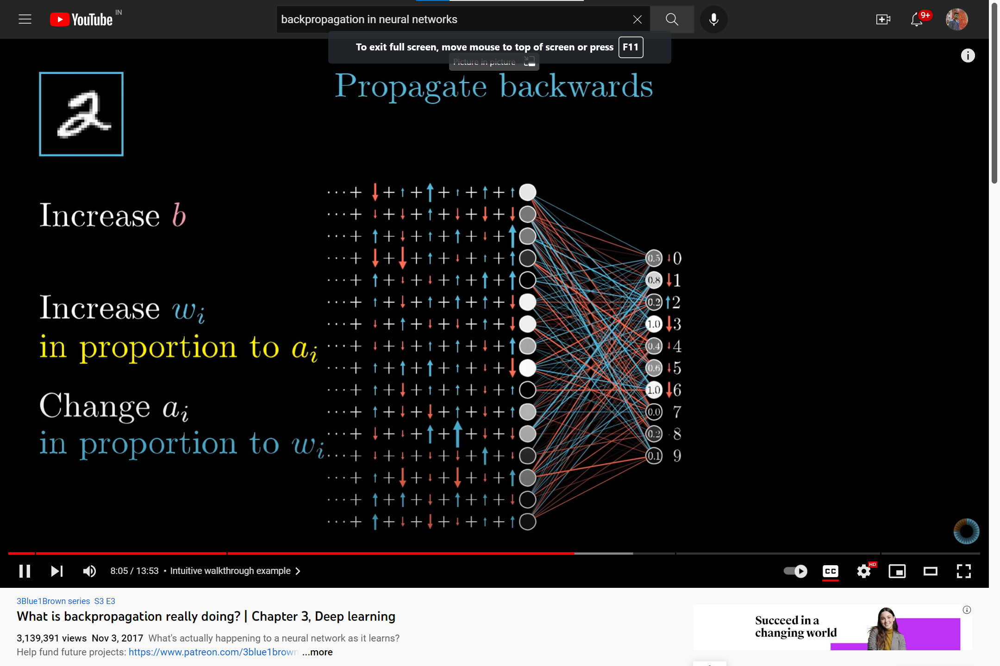 YouTube IN
backpropagation in neural networks
9+
To exit full screen, move mouse to top of screen or press F11
Picture in picture
Propagate backwards
2
Increase b
Increase wᵢ
in proportion to aᵢ
Change aᵢ
in proportion to wᵢ
0.5 ↓ 0
0.8 ↓ 1
0.2 ↑ 2
1.0 ↓ 3
0.4 ↓ 4
0.6 ↓ 5
1.0 ↓ 6
0.0 7
0.2 8
0.1 9
8:05 / 13:53 • Intuitive walkthrough example
CC
HD
3Blue1Brown series S3 E3
What is backpropagation really doing? | Chapter 3, Deep learning
3,139,391 views Nov 3, 2017 What's actually happening to a neural network as it learns?
Help fund future projects: https://www.patreon.com/3blue1brown ...more
Succeed in a
changing world